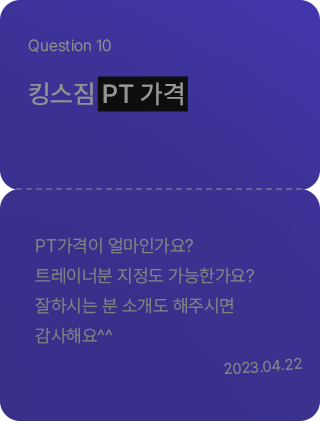 Question 10
킹스짐 PT 가격
PT가격이 얼마인가요?
트레이너분 지정도 가능한가요?
잘하시는 분 소개도 해주시면
감사해요^^
2023.04.22